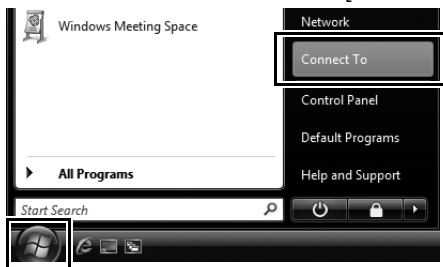 Windows Meeting Space
All Programs
Start Search
Network
Connect To
Control Panel
Default Programs
Help and Support